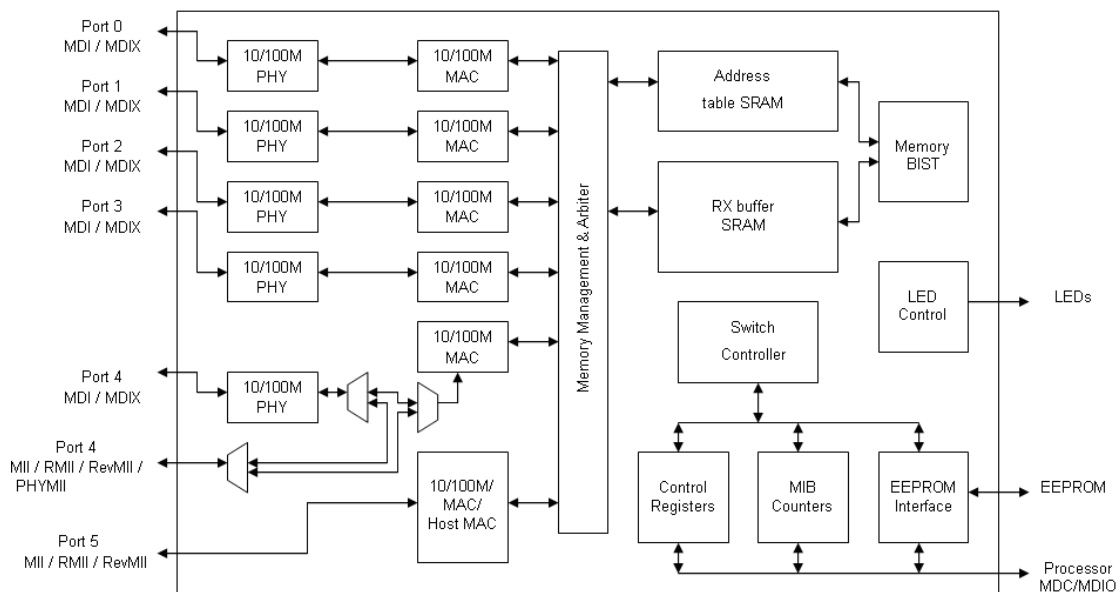 Port 0
MDI / MDIX
Port 1
MDI / MDIX
Port 2
MDI / MDIX
Port 3
MDI / MDIX
Port 4
MDI / MDIX
Port 4
MII / RMII / RevMII /
PHYMII
Port 5
MII / RMII / RevMII
10/100M
PHY
10/100M
PHY
10/100M
PHY
10/100M
PHY
10/100M
PHY
10/100M
MAC
10/100M
MAC
10/100M
MAC
10/100M
MAC
10/100M
MAC
10/100M/
MAC/
Host MAC
Memory Management & Arbiter
Address
table SRAM
RX buffer
SRAM
Memory
BIST
LED
Control
LEDs
Switch
Controller
Control
Registers
MIB
Counters
EEPROM
Interface
EEPROM
Processor
MDC/MDIO